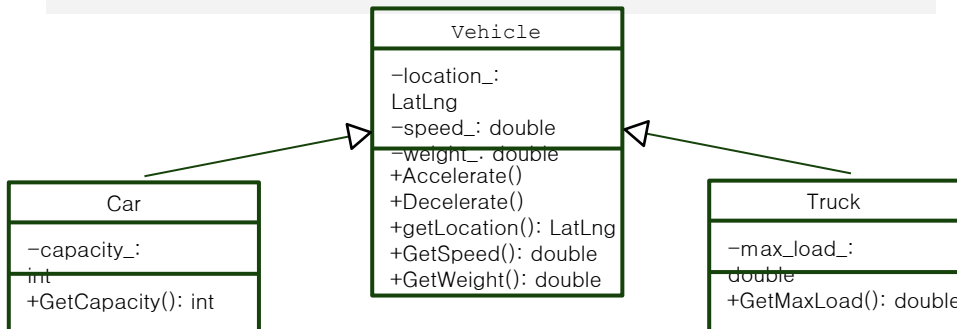 Vehicle
-location_:
LatLng
-speed_: double
-weight_: double
+Accelerate()
+Decelerate()
+getLocation(): LatLng
+GetSpeed(): double
+GetWeight(): double
Car
-capacity_:
int
+GetCapacity(): int
Truck
-max_load_:
double
+GetMaxLoad(): double